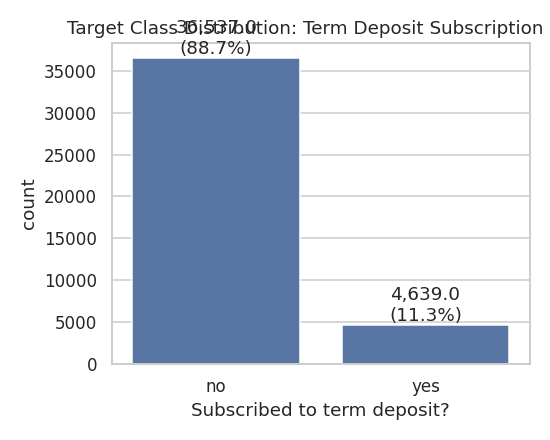 Target Class Distribution: Term Deposit Subscription
36,537.0
(88.7%)
35000
30000
25000
20000
15000
10000
5000
0
4,639.0
(11.3%)
count
no
yes
Subscribed to term deposit?